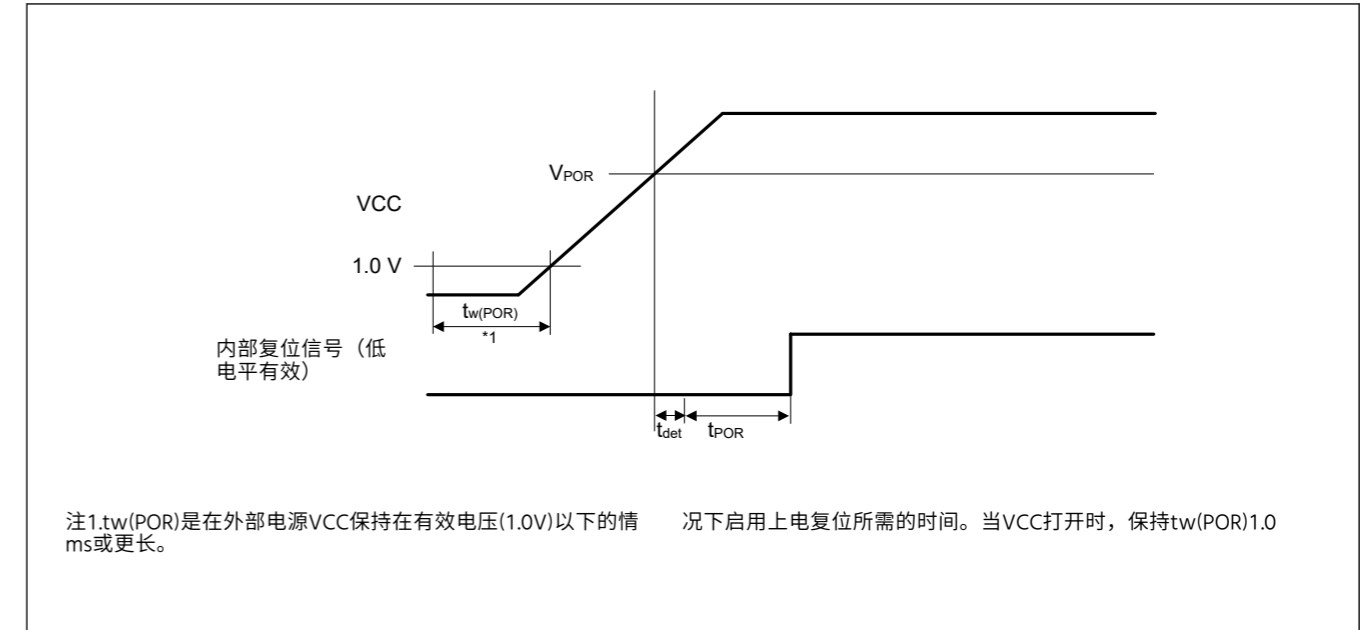 VPOR
VCC
1.0 V
tw(POR)
*1
内部复位信号（低
电平有效）
tdet tPOR
注1.tw(POR)是在外部电源VCC保持在有效电压(1.0V)以下的情 况下启用上电复位所需的时间。当VCC打开时，保持tw(POR)1.0
ms或更长。